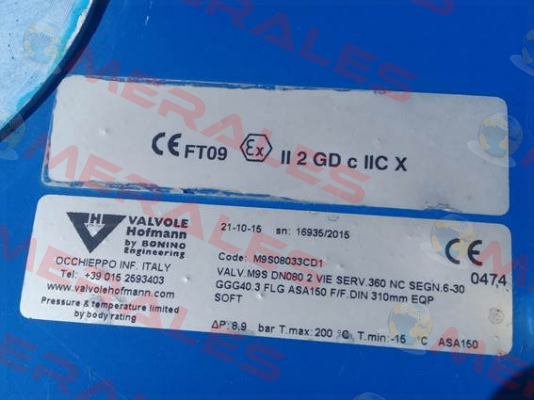 MERALES
CE FT09 Ex II 2 GD c IIC X
H
VALVOLE
Hofmann
by BONINO
Engineering
OCCHIEPPO INF. ITALY
Tel: +39 015 2593403
valvolehofmann.com
Pressure & temperature limited
by body rating
21-10-15 sn: 16935/2015
Code: M9S08033CD1
VALV.M9S DN080 2 VIE SERV.360 NC SEGN.6-30
GGG40.3 FLG ASA150 F/F.DIN 310mm EQP
SOFT
ΔP: 8,9 bar T.max: 200 °C T.min: -15 °C ASA150
CE
0474